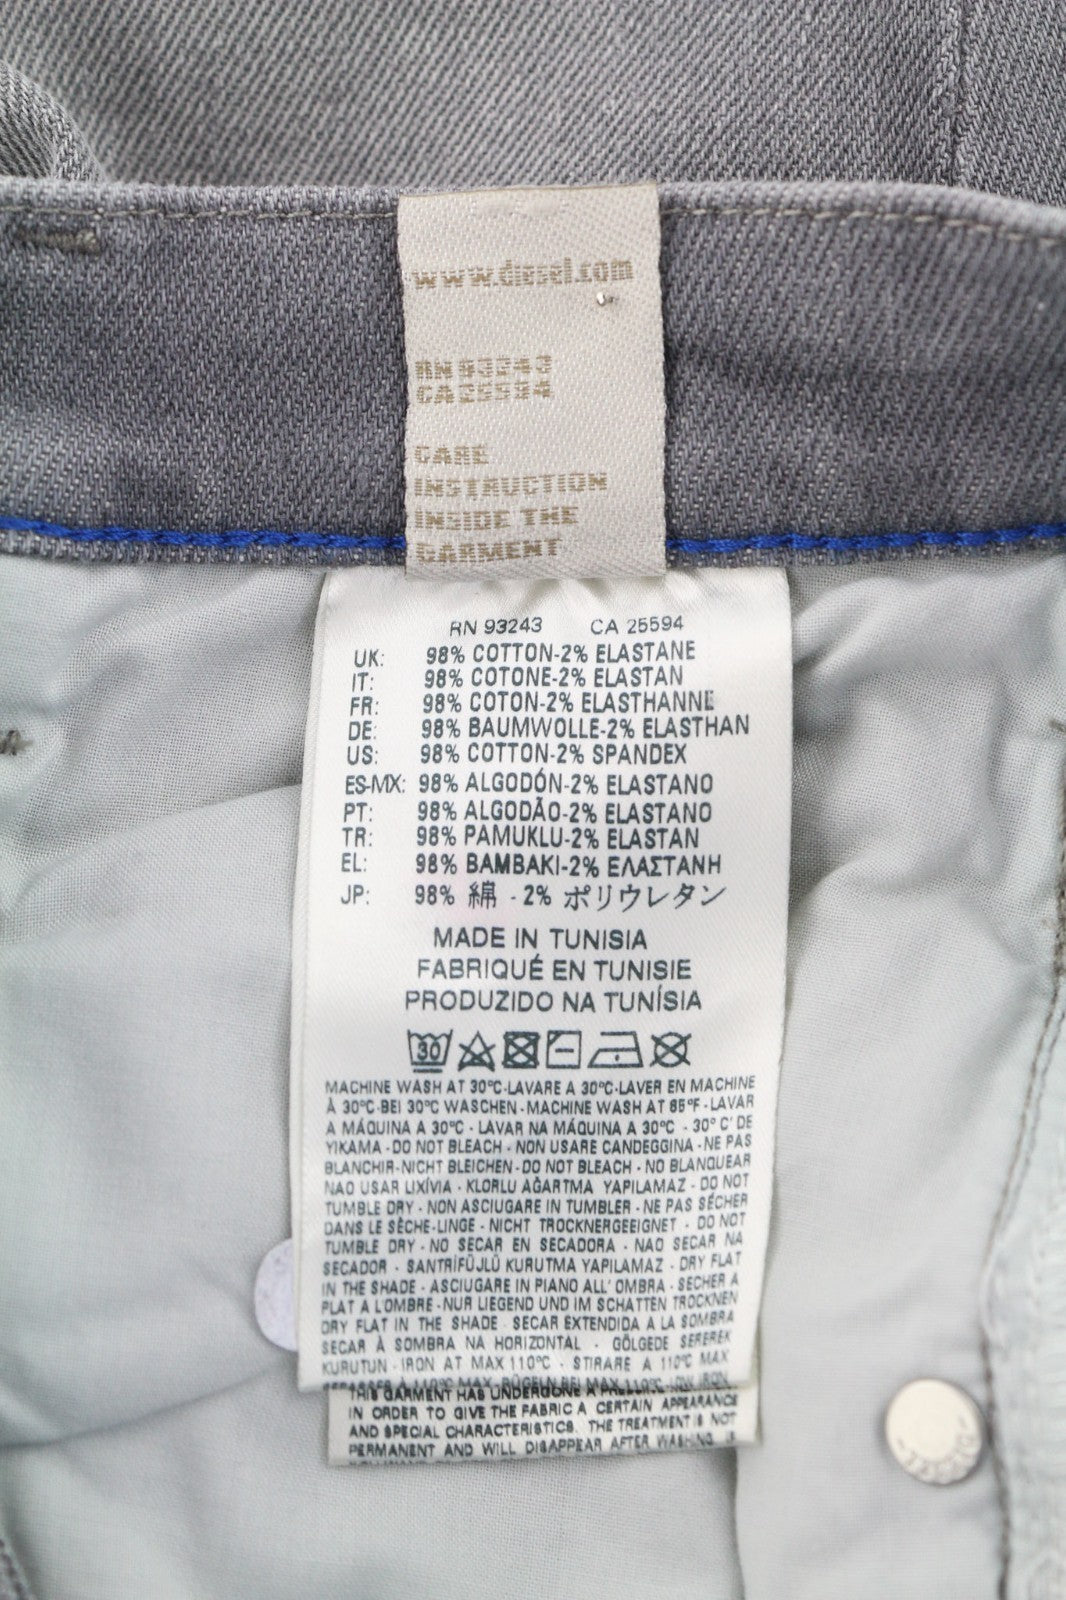 www.diesel.com
RN 93243
CA 25594
CARE
INSTRUCTION
INSIDE THE
GARMENT
RN 93243 CA 25594
UK: 98% COTTON-2% ELASTANE
IT: 98% COTONE-2% ELASTAN
FR: 98% COTON-2% ELASTHANNE
DE: 98% BAUMWOLLE-2% ELASTHAN
US: 98% COTTON-2% SPANDEX
ES-MX: 98% ALGODÓN-2% ELASTANO
PT: 98% ALGODÃO-2% ELASTANO
TR: 98% PAMUKLU-2% ELASTAN
EL: 98% BAMBAKI-2% ΕΛΑΣΤΑΝΗ
JP: 98% 綿 - 2% ポリウレタン
MADE IN TUNISIA
FABRIQUÉ EN TUNISIE
PRODUZIDO NA TUNÍSIA
30
MACHINE WASH AT 30°C-LAVARE A 30°C-LAVER EN MACHINE
À 30°C-BEI 30°C WASCHEN - MACHINE WASH AT 85°F - LAVAR
A MÁQUINA A 30°C - LAVAR NA MÁQUINA A 30°C - 30°C' DE
YIKAMA - DO NOT BLEACH - NON USARE CANDEGGINA - NE PAS
BLANCHIR-NICHT BLEICHEN - DO NOT BLEACH - NO BLANQUEAR
NAO USAR LIXÍVIA - KLORLU AĞARTMA YAPILAMAZ - DO NOT
TUMBLE DRY - NON ASCIUGARE IN TUMBLER - NE PAS SÉCHER
DANS LE SÈCHE-LINGE - NICHT TROCKNERGEEIGNET - DO NOT
TUMBLE DRY - NO SECAR EN SECADORA - NAO SECAR NA
SECADOR - SANTRİFÜJLÜ KURUTMA YAPILAMAZ - DRY FLAT
IN THE SHADE - ASCIUGARE IN PIANO ALL' OMBRA - SECHER A
PLAT A L'OMBRE - NUR LIEGEND UND IM SCHATTEN TROCKNEN
DRY FLAT IN THE SHADE - SECAR EXTENDIDA A LA SOMBRA
SECAR À SOMBRA NA HORIZONTAL - GÖLGEDE SEREREK
KURUTUN - IRON AT MAX 110°C - STIRARE A 110°C MAX
REPASSER À 110°C MAX - BÜGELN BEI MAX 110°C - LOW IRON
THIS GARMENT HAS UNDERGONE A
IN ORDER TO GIVE THE FABRIC A CERTAIN APPEARANCE
AND SPECIAL CHARACTERISTICS. THE TREATMENT IS NOT
PERMANENT AND WILL DISAPPEAR AFTER WASHING.
DIESEL